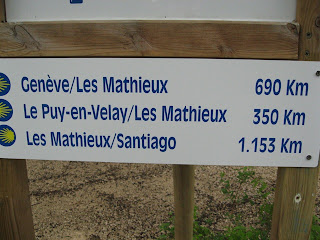 Genève/Les Mathieux 690 Km
Le Puy-en-Velay/Les Mathieux 350 Km
Les Mathieux/Santiago 1.153 Km